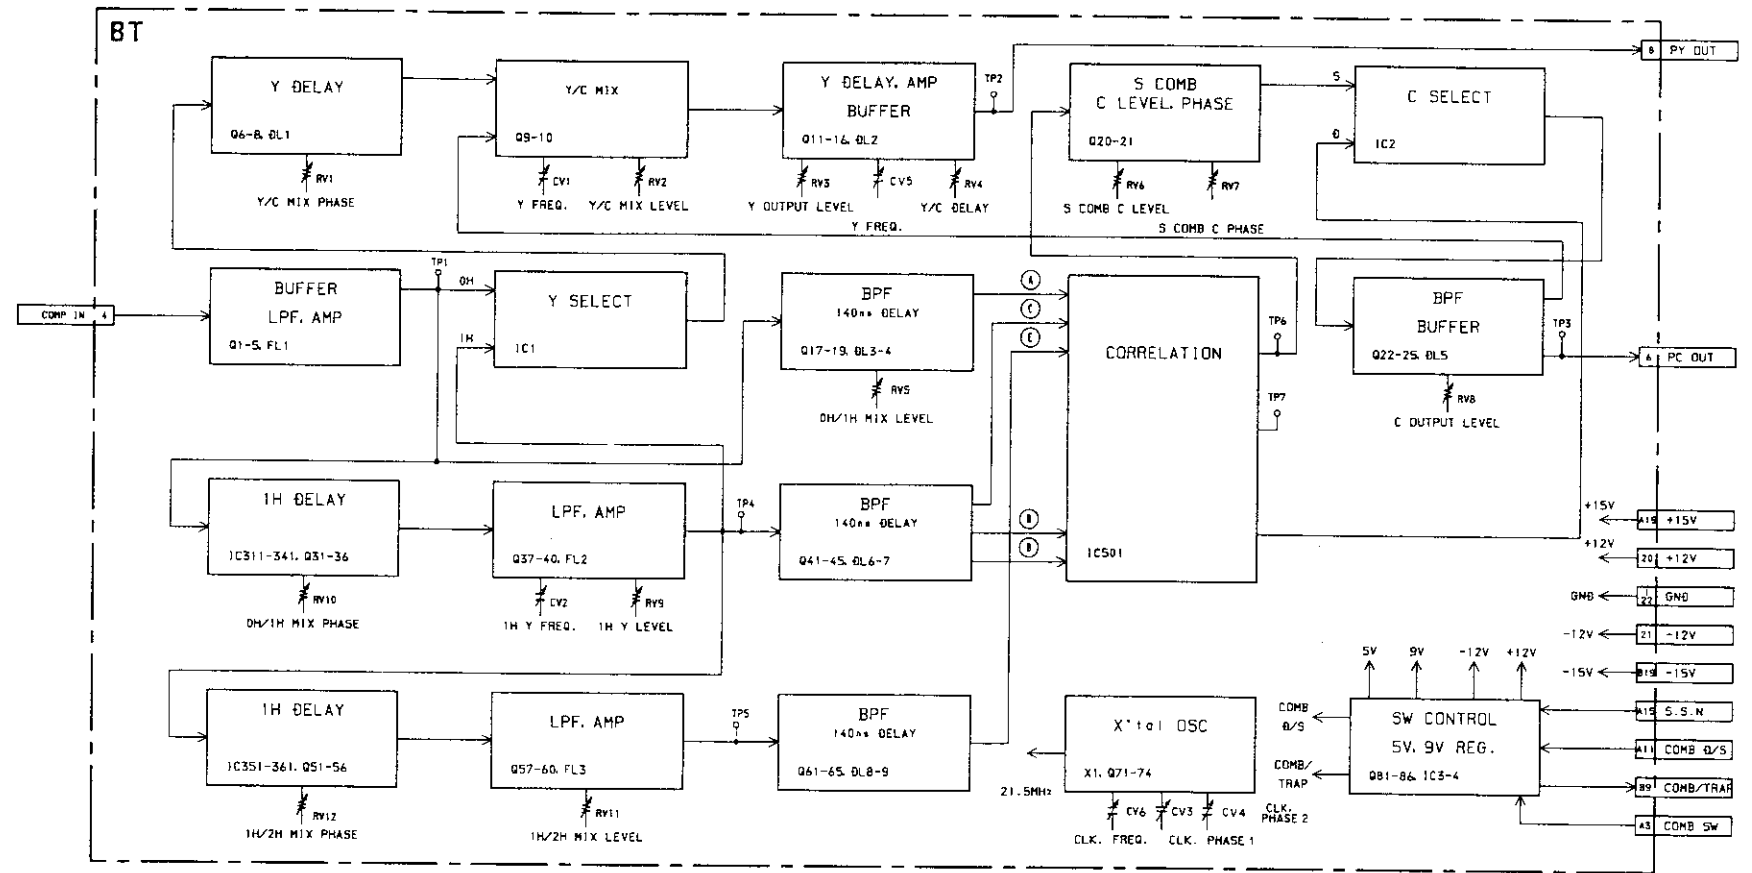 BT
Y DELAY
Q6-8, DL1
RV1
Y/C MIX PHASE
Y/C MIX
Q9-10
CV1
RV2
Y FREQ.
Y/C MIX LEVEL
Y DELAY, AMP
BUFFER
Q11-16, DL2
TP2
RV3
CV5
RV4
Y OUTPUT LEVEL
Y/C DELAY
Y FREQ.
S COMB
C LEVEL, PHASE
Q20-21
RV6
RV7
S COMB C LEVEL
S COMB C PHASE
S
D
C SELECT
IC2
8 PY OUT
COMP IN 4
BUFFER
LPF, AMP
Q1-5, FL1
TP1
0H
1H
Y SELECT
IC1
BPF
140ns DELAY
Q17-19, DL3-4
RV5
0H/1H MIX LEVEL
A
C
E
CORRELATION
IC501
TP6
TP7
BPF
BUFFER
Q22-25, DL5
TP3
RV8
C OUTPUT LEVEL
6 PC OUT
1H DELAY
IC311-341, Q31-36
RV10
0H/1H MIX PHASE
LPF, AMP
Q37-40, FL2
CV2
RV9
1H Y FREQ.
1H Y LEVEL
TP4
BPF
140ns DELAY
Q41-45, DL6-7
+15V
A19 +15V
+12V
20 +12V
GND
22 GND
-12V
21 -12V
-15V
B19 -15V
1H DELAY
IC351-361, Q51-56
RV12
1H/2H MIX PHASE
LPF, AMP
Q57-60, FL3
RV11
1H/2H MIX LEVEL
TP5
BPF
140ns DELAY
Q61-65, DL8-9
X'tal OSC
X1, Q71-74
21.5MHz
CV6
CV3
CV4
CLK. FREQ.
CLK. PHASE 1
CLK.
PHASE 2
5V
9V
-12V
+12V
COMB
D/S
COMB/
TRAP
SW CONTROL
5V, 9V REG.
Q81-86, IC3-4
A15 S.S.N
A11 COMB D/S
B9 COMB/TRAP
A3 COMB SW